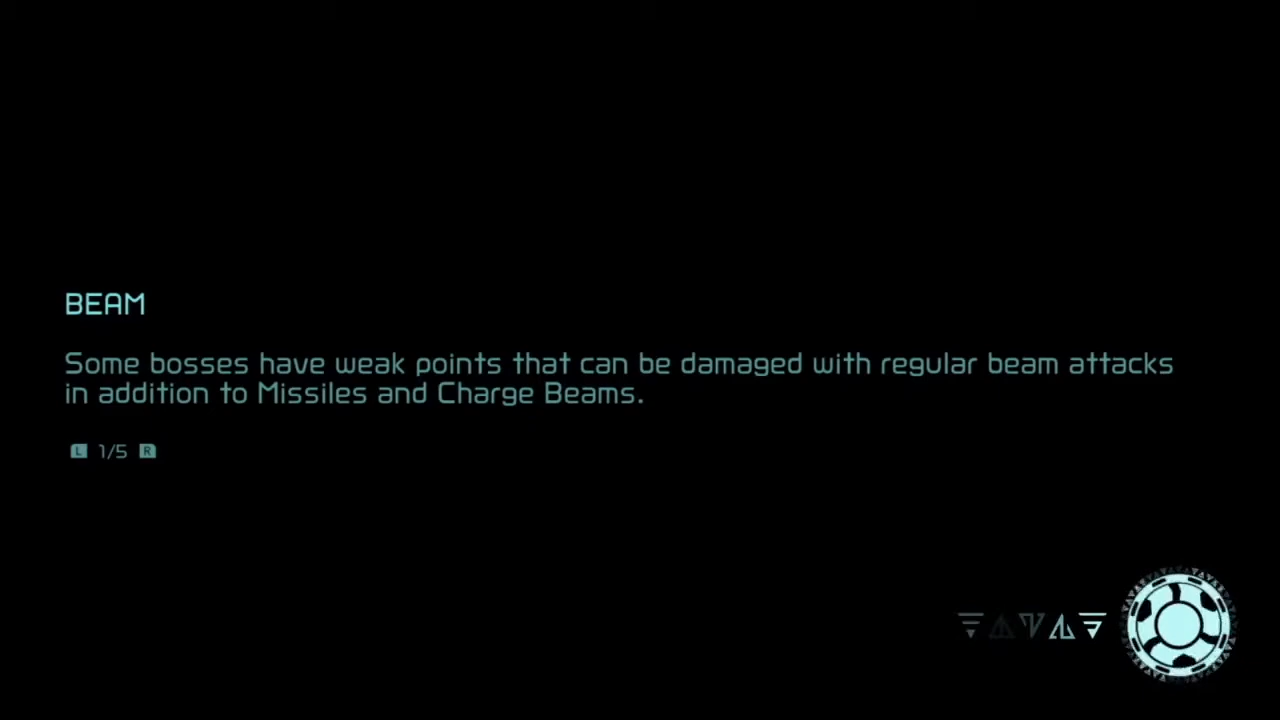 BEAM
Some bosses have weak points that can be damaged with regular beam attacks
in addition to Missiles and Charge Beams.
L 1/5 R